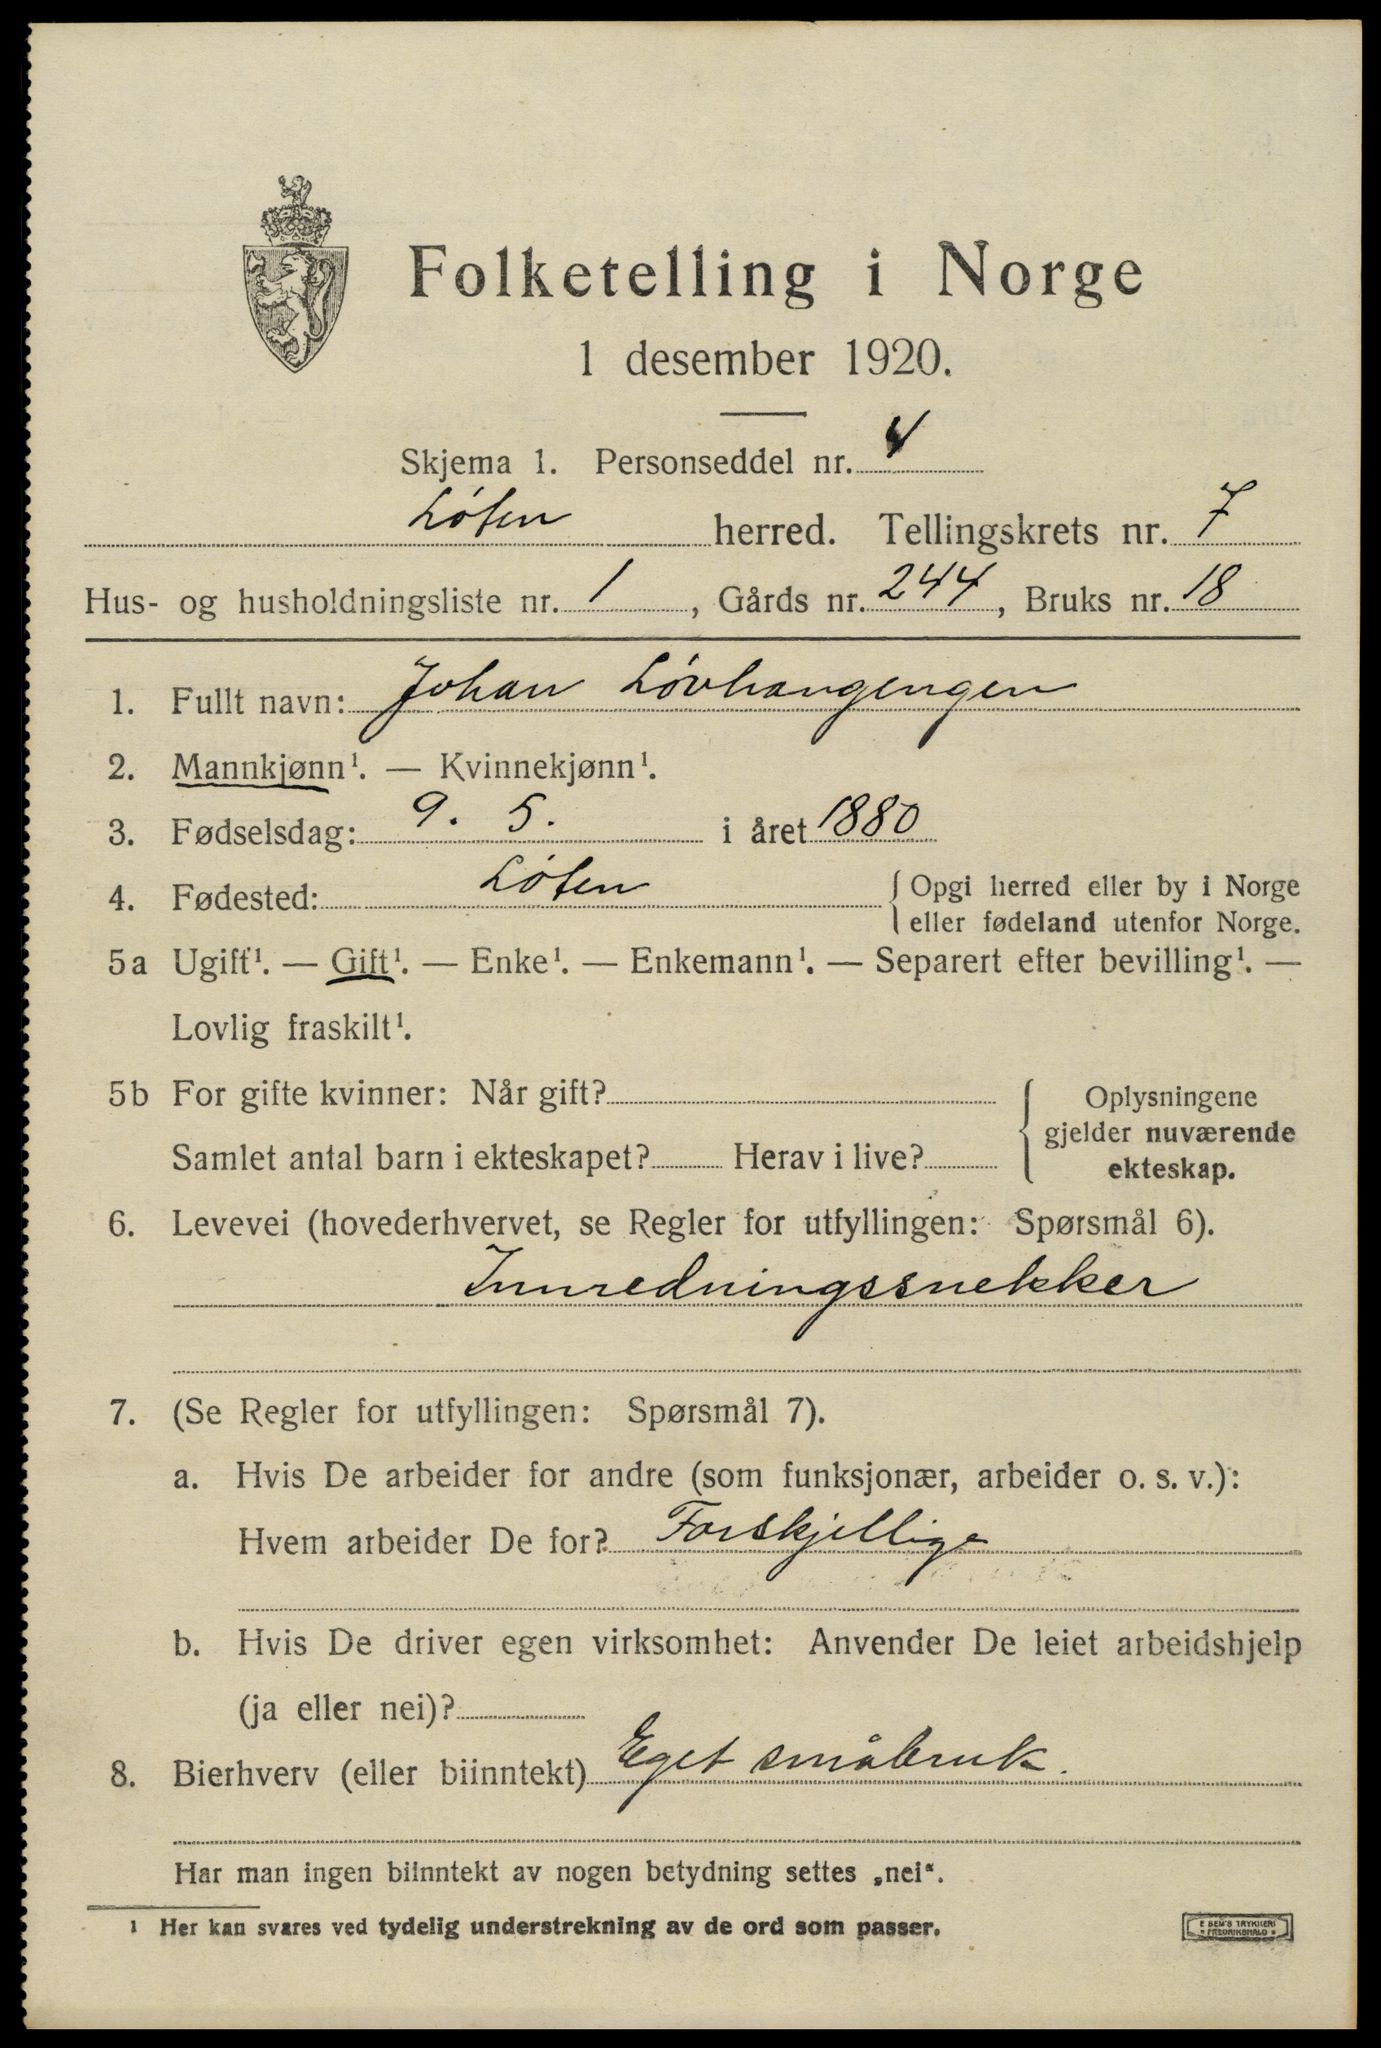 Folketelling i Norge
1 desember 1920.
Skjema 1. Personseddel nr. 4
Løten herred. Tellingskrets nr. 7
Hus- og husholdningsliste nr. 1, Gårds nr. 244, Bruks nr. 18
1. Fullt navn: Johan Løvhaugengen
2. Mannkjønn¹. — Kvinnekjønn¹.
3. Fødselsdag: 9. 5. i året 1880
4. Fødested: Løten { Opgi herred eller by i Norge
eller fødeland utenfor Norge.
5a Ugift¹. — Gift¹. — Enke¹. — Enkemann¹. — Separert efter bevilling¹. —
Lovlig fraskilt¹.
5b For gifte kvinner: Når gift? { Oplysningene
gjelder nuværende
Samlet antal barn i ekteskapet? Herav i live?
ekteskap.
6. Levevei (hovederhvervet, se Regler for utfyllingen: Spørsmål 6).
Innredningssnekker
7. (Se Regler for utfyllingen: Spørsmål 7).
a. Hvis De arbeider for andre (som funksjonær, arbeider o. s. v.):
Hvem arbeider De for? Forskjellige
b. Hvis De driver egen virksomhet: Anvender De leiet arbeidshjelp
(ja eller nei)?
8. Bierhverv (eller biinntekt) Eget småbruk.
Har man ingen biinntekt av nogen betydning settes „nei“.
1 Her kan svares ved tydelig understrekning av de ord som passer.
E SEM'S TRYKKERI
FREDRIKSHALD